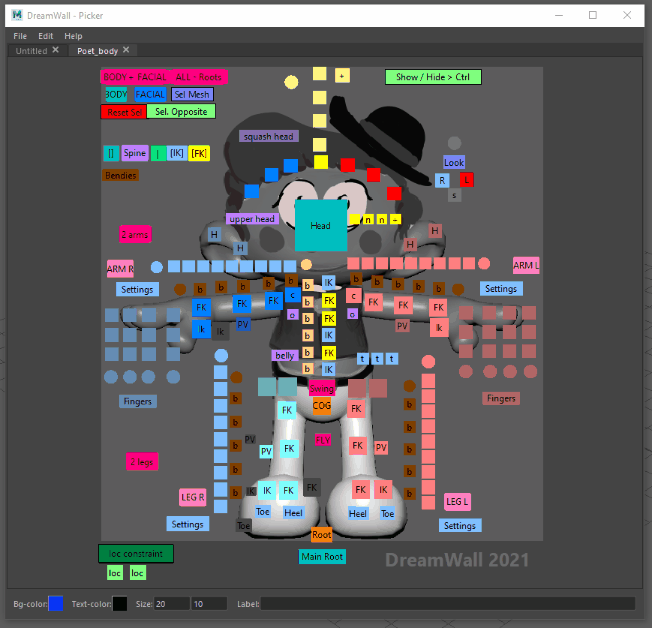 DreamWall - Picker
File Edit Help
Untitled Poet_body
BODY + FACIAL ALL - Roots + Show / Hide > Ctrl
BODY FACIAL Sel Mesh
Reset Sel Sel. Opposite
squash head
[] Spine | [IK] [FK]
Look
Bendies R L
s
upper head Head n n +
2 arms H H
H H
ARM R ARM L
Settings b b b b b b IK b b b b b Settings
FK FK FK c b FK c FK FK FK
o b FK o
Ik Ik PV b IK PV Ik
belly b FK t t t
b IK
Swing
Fingers b FK COG FK b Fingers
b b
PV FLY
PV FK FK PV
2 legs b b
b IK IK FK FK FK IK b
LEG R LEG L
Toe Heel Heel Toe
Settings Toe Settings
Root
loc constraint Main Root DreamWall 2021
loc loc
Bg-color: Text-color: Size: 20 10 Label: